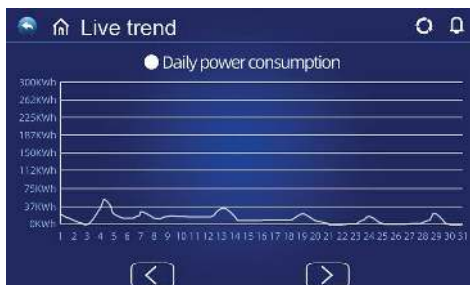 Live trend
Daily power consumption
300KWh
262KWh
225KWh
187KWh
150KWh
112KWh
75KWh
37KWh
0KWh
1 2 3 4 5 6 7 8 9 10 11 12 13 14 15 16 17 18 19 20 21 22 23 24 25 26 27 28 29 30 31